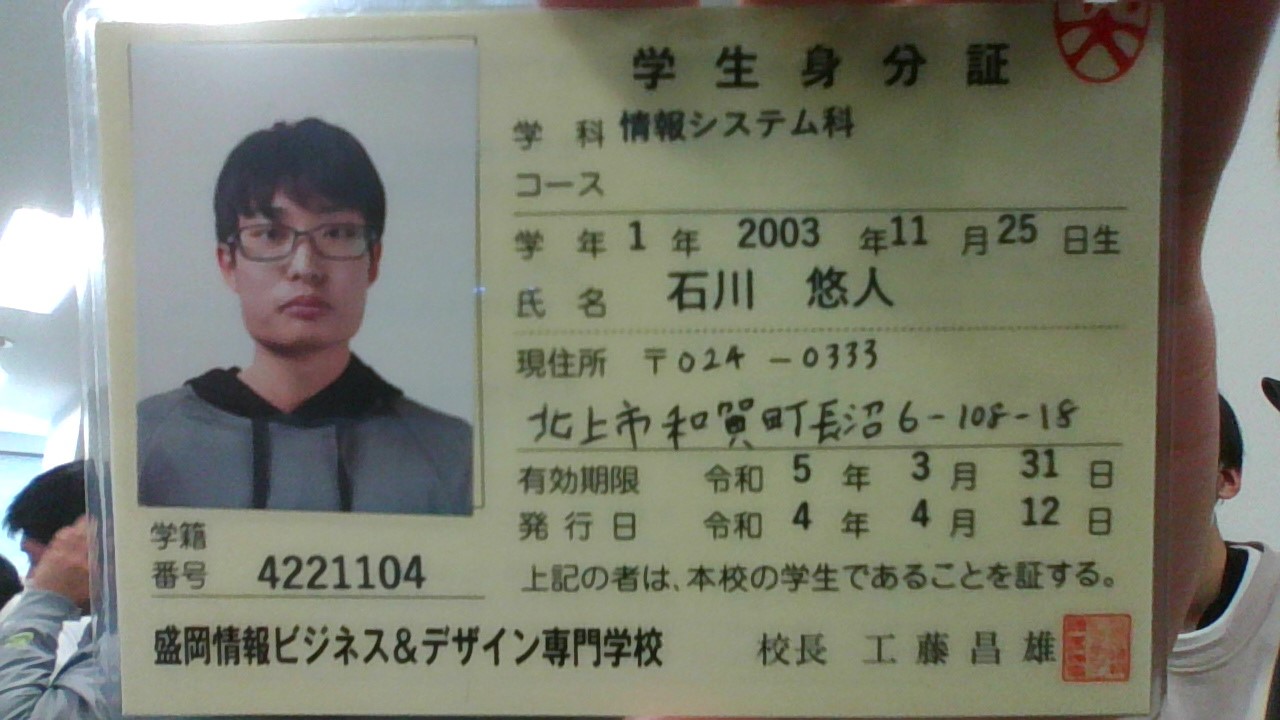 学生身分証
学科 情報システム科
コース
学年 1 年 2003 年 11 月 25 日生
氏名 石川 悠人
現住所 〒024-0333
北上市和賀町長沼6-108-18
有効期限 令和 5 年 3 月 31 日
発行日 令和 4 年 4 月 12 日
学籍
番号 4221104
上記の者は、本校の学生であることを証する。
盛岡情報ビジネス&デザイン専門学校 校長 工藤昌雄